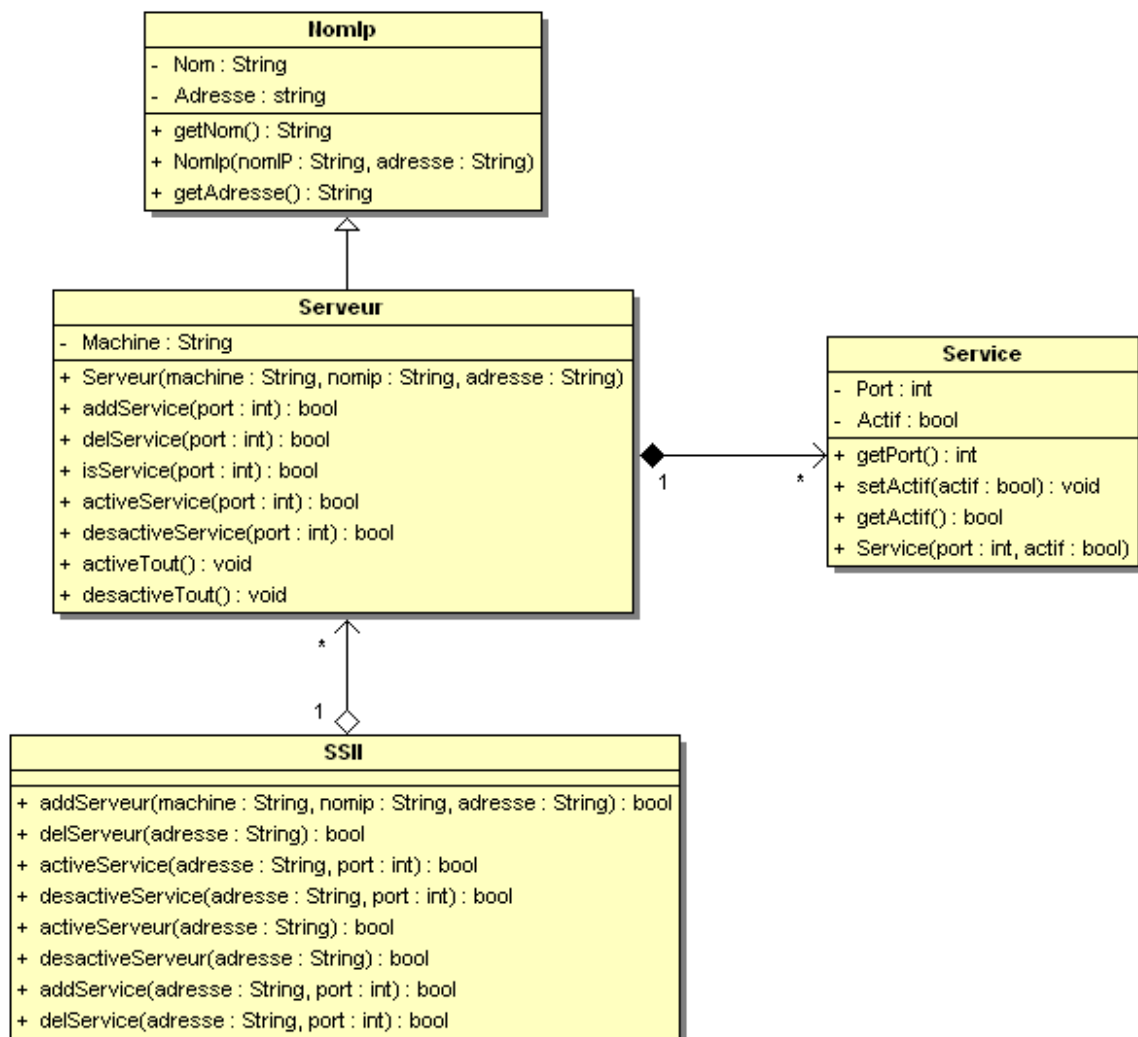 NomIp
- Nom : String
- Adresse : string
+ getNom() : String
+ NomIp(nomIP : String, adresse : String)
+ getAdresse() : String
Serveur
- Machine : String
+ Serveur(machine : String, nomip : String, adresse : String)
+ addService(port : int) : bool
+ delService(port : int) : bool
+ isService(port : int) : bool
+ activeService(port : int) : bool
+ desactiveService(port : int) : bool
+ activeTout() : void
+ desactiveTout() : void
1
*
Service
- Port : int
- Actif : bool
+ getPort() : int
+ setActif(actif : bool) : void
+ getActif() : bool
+ Service(port : int, actif : bool)
*
1
SSII
+ addServeur(machine : String, nomip : String, adresse : String) : bool
+ delServeur(adresse : String) : bool
+ activeService(adresse : String, port : int) : bool
+ desactiveService(adresse : String, port : int) : bool
+ activeServeur(adresse : String) : bool
+ desactiveServeur(adresse : String) : bool
+ addService(adresse : String, port : int) : bool
+ delService(adresse : String, port : int) : bool